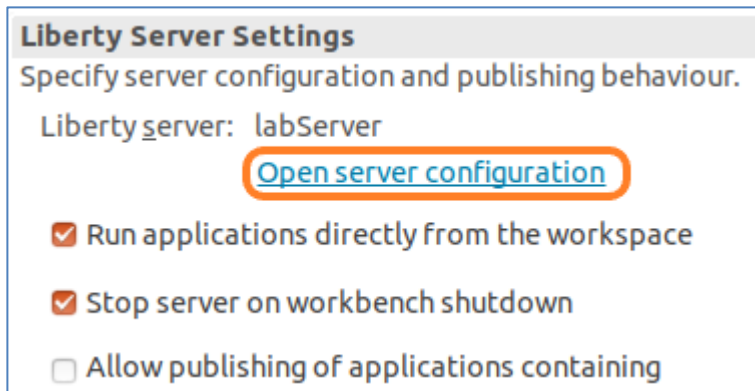 Liberty Server Settings
Specify server configuration and publishing behaviour.
Liberty server: labServer
Open server configuration
Run applications directly from the workspace
Stop server on workbench shutdown
Allow publishing of applications containing